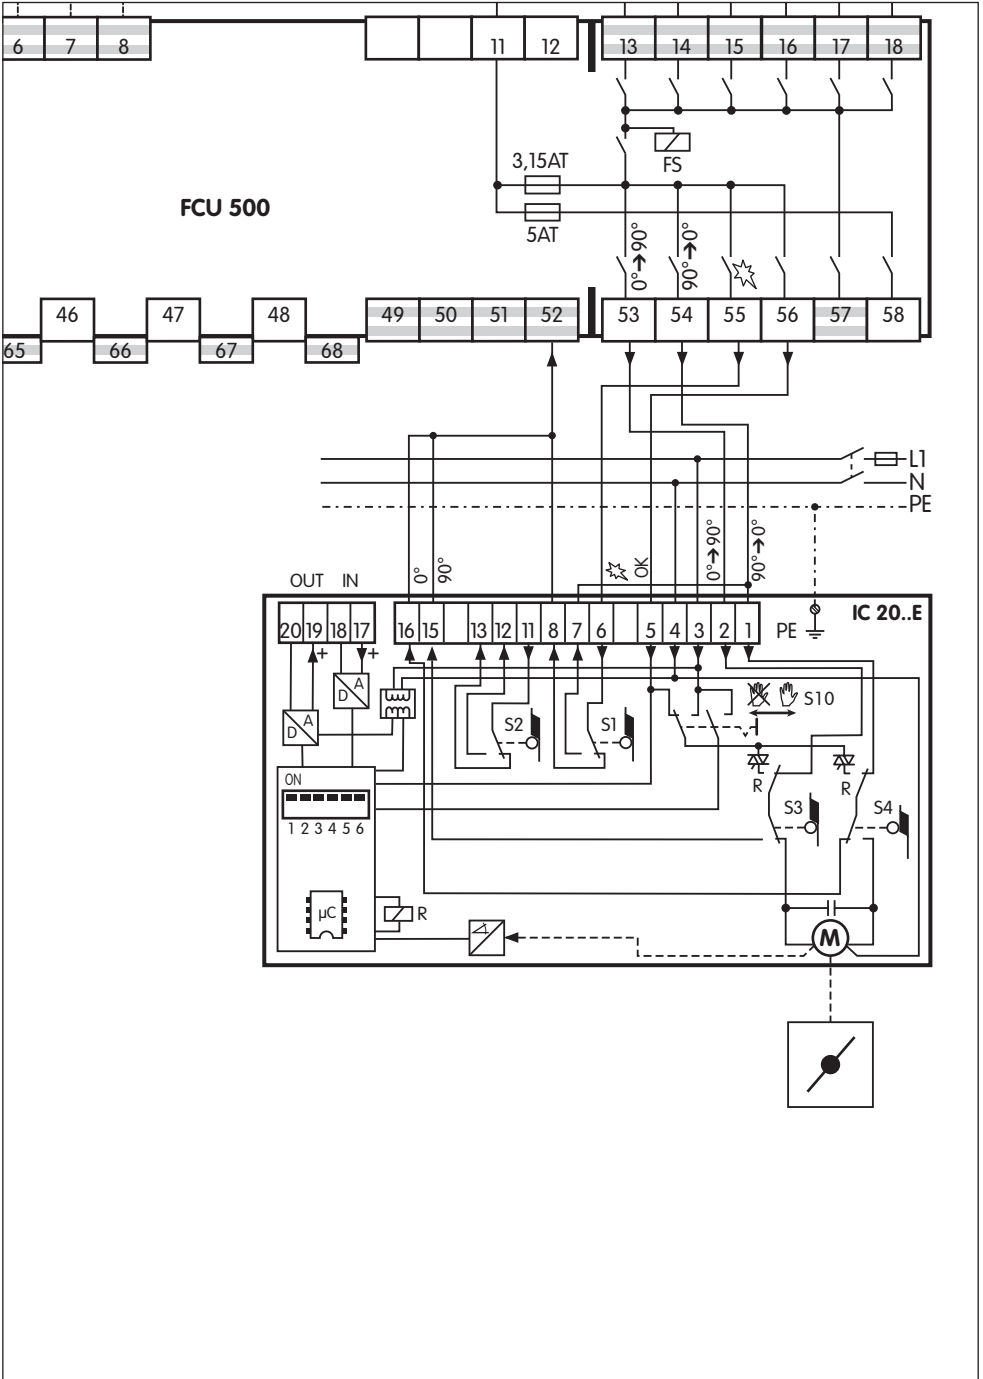 6 7 8 11 12 13 14 15 16 17 18
FS
3,15AT
FCU 500
5AT
0°➔90°
90°➔0°
46 47 48 49 50 51 52 53 54 55 56 57 58
65 66 67 68
L1
N
PE
0°
90°
OK
0°➔90°
90°➔0°
OUT IN
IC 20..E
20 19 18 17 16 15 13 12 11 8 7 6 5 4 3 2 1 PE
+ +
D A
D A
S2 S1 S10
ON
R R
1 2 3 4 5 6
S3 S4
µC
R
M